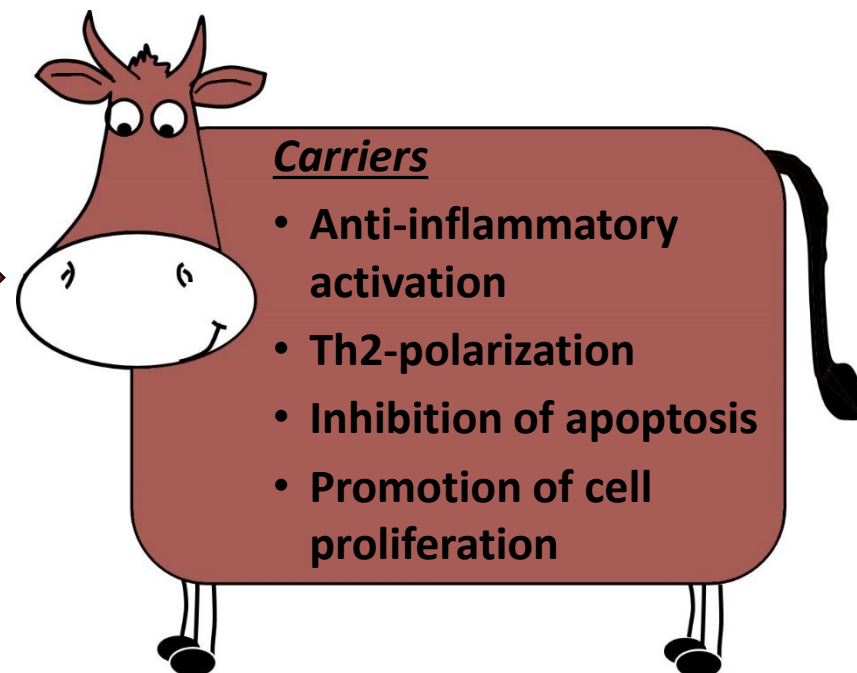 Carriers
• Anti-inflammatory
activation
• Th2-polarization
• Inhibition of apoptosis
• Promotion of cell
proliferation